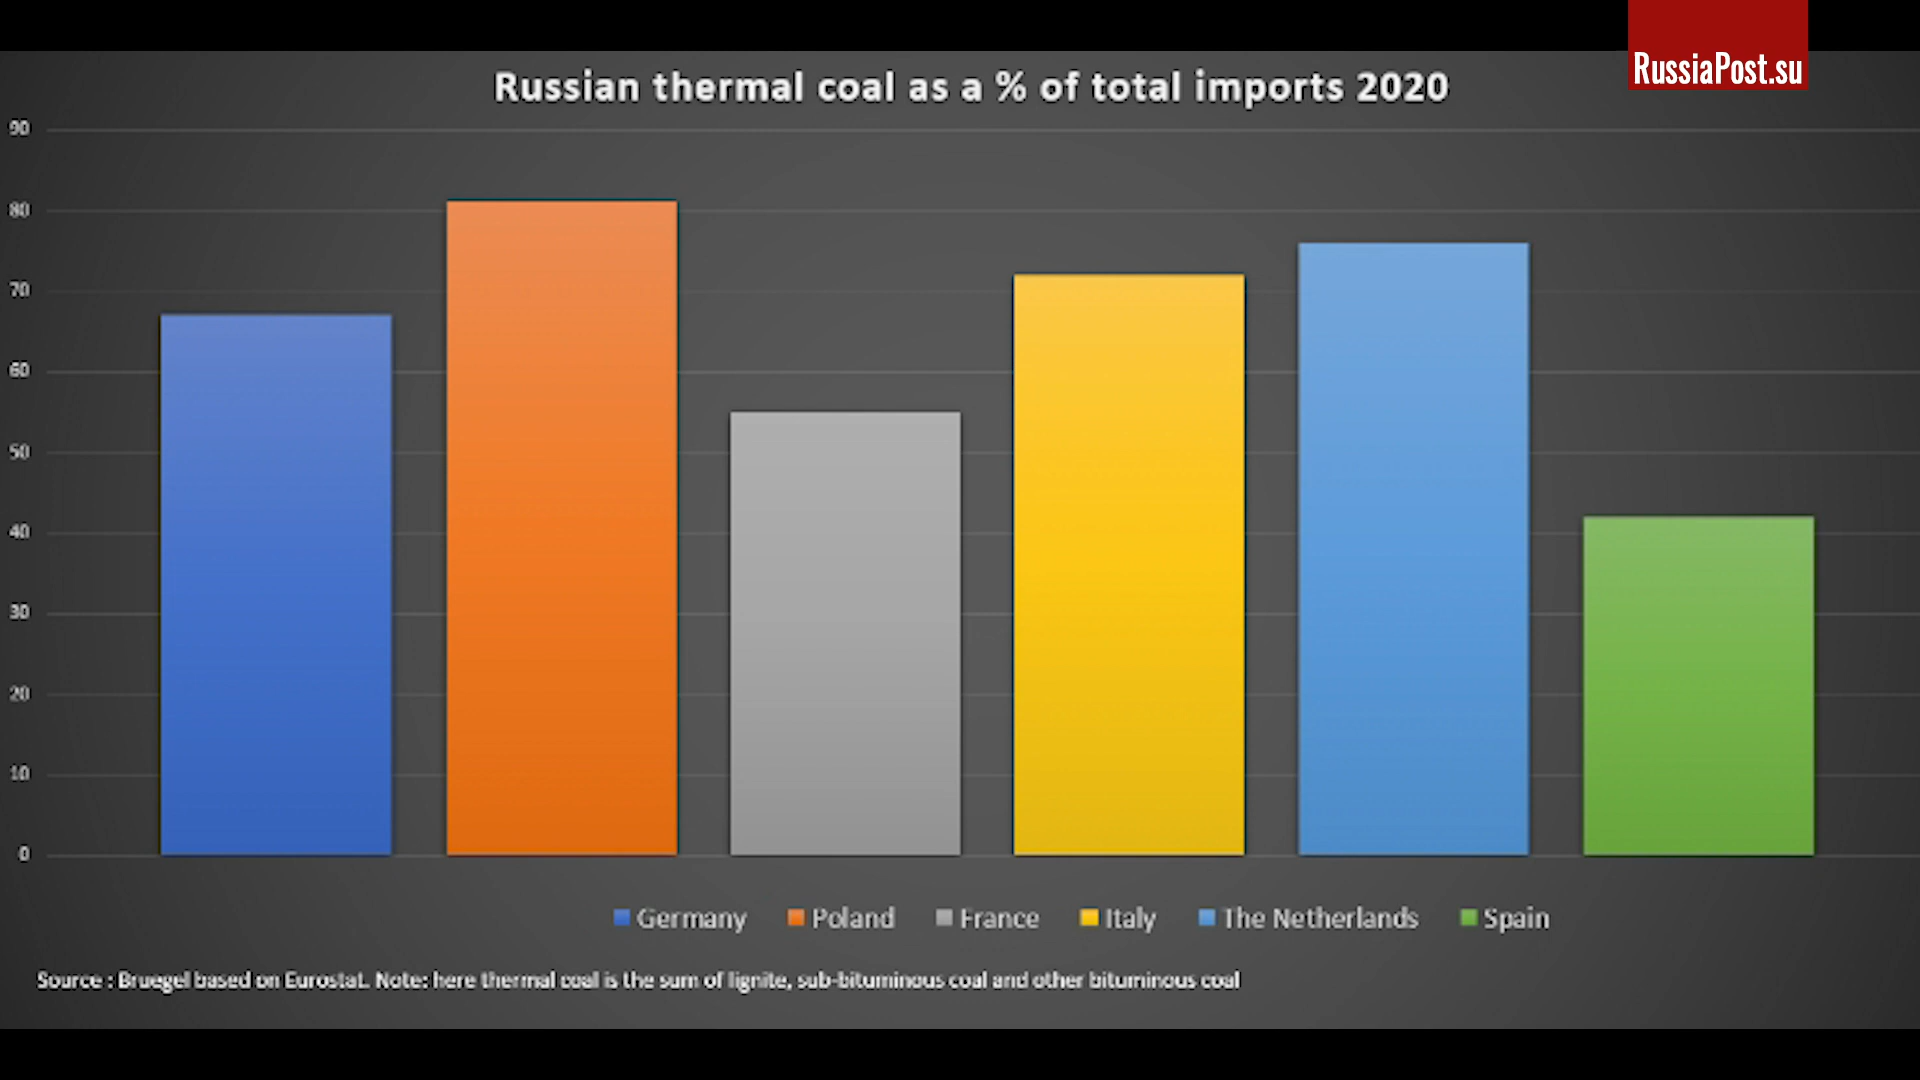 RussiaPost.su
Russian thermal coal as a % of total imports 2020
90
80
70
60
50
40
30
20
10
0
Germany Poland France Italy The Netherlands Spain
Source : Bruegel based on Eurostat. Note: here thermal coal is the sum of lignite, sub-bituminous coal and other bituminous coal